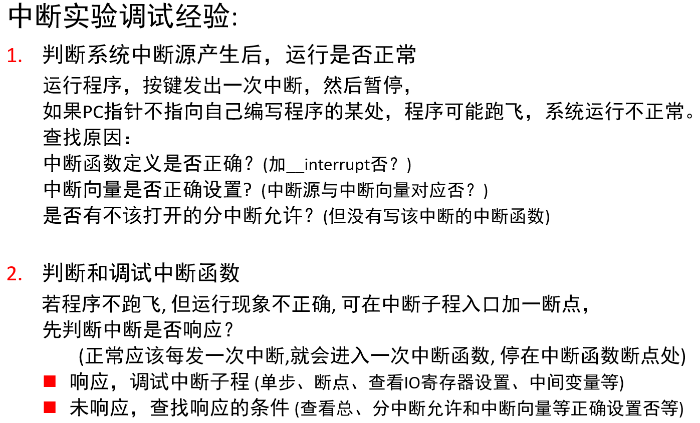 中断实验调试经验:
1. 判断系统中断源产生后，运行是否正常
运行程序，按键发出一次中断，然后暂停，
如果PC指针不指向自己编写程序的某处，程序可能跑飞，系统运行不正常。
查找原因：
中断函数定义是否正确？(加__interrupt否？)
中断向量是否正确设置? (中断源与中断向量对应否？)
是否有不该打开的分中断允许？(但没有写该中断的中断函数)
2. 判断和调试中断函数
若程序不跑飞, 但运行现象不正确, 可在中断子程入口加一断点，
先判断中断是否响应？
(正常应该每发一次中断,就会进入一次中断函数, 停在中断函数断点处)
■ 响应，调试中断子程 (单步、断点、查看IO寄存器设置、中间变量等)
■ 未响应，查找响应的条件 (查看总、分中断允许和中断向量等正确设置否等)